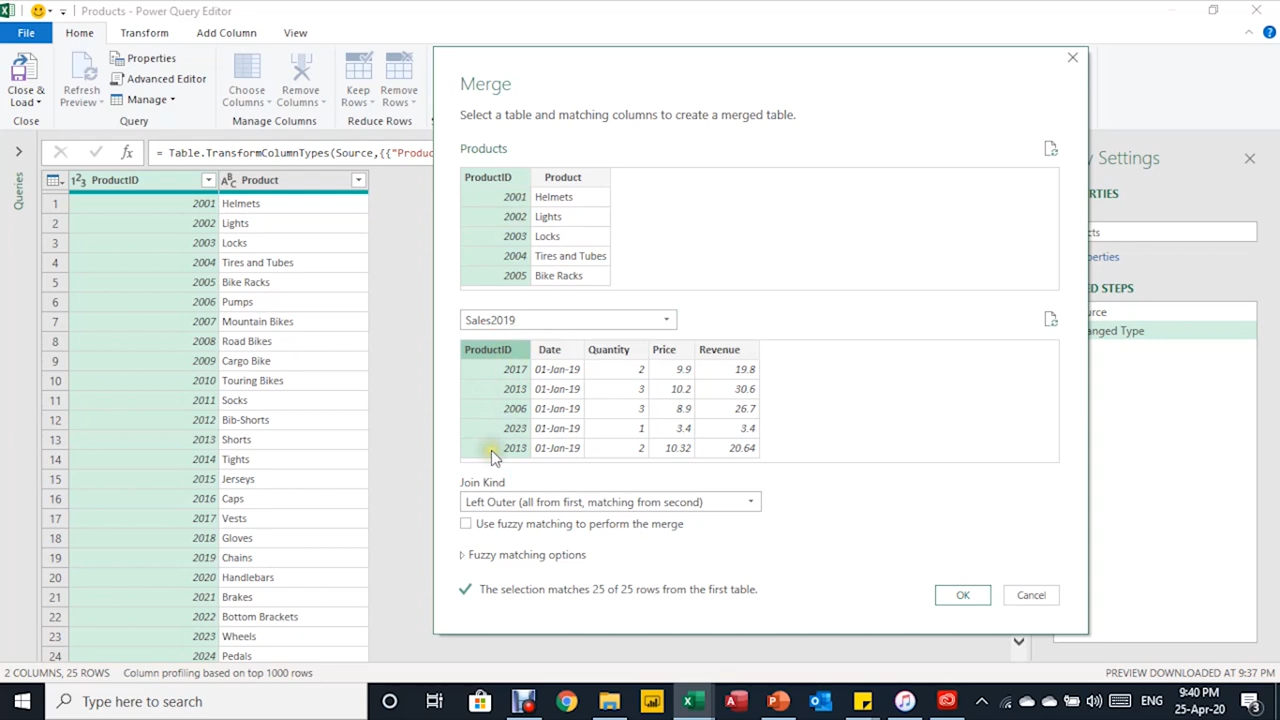 Products - Power Query Editor
File
Home
Transform
Add Column
View
Close &
Load
Close
Refresh
Preview
Properties
Advanced Editor
Manage
Query
Choose
Columns
Remove
Columns
Manage Columns
Keep
Rows
Remove
Rows
Reduce Rows
fx
= Table.TransformColumnTypes(Source,{{"Produc
Queries
ProductID
Product
1 2001 Helmets
2 2002 Lights
3 2003 Locks
4 2004 Tires and Tubes
5 2005 Bike Racks
6 2006 Pumps
7 2007 Mountain Bikes
8 2008 Road Bikes
9 2009 Cargo Bike
10 2010 Touring Bikes
11 2011 Socks
12 2012 Bib-Shorts
13 2013 Shorts
14 2014 Tights
15 2015 Jerseys
16 2016 Caps
17 2017 Vests
18 2018 Gloves
19 2019 Chains
20 2020 Handlebars
21 2021 Brakes
22 2022 Bottom Brackets
23 2023 Wheels
24 2024 Pedals
Merge
Select a table and matching columns to create a merged table.
Products
ProductID Product
2001 Helmets
2002 Lights
2003 Locks
2004 Tires and Tubes
2005 Bike Racks
Sales2019
ProductID Date Quantity Price Revenue
2017 01-Jan-19 2 9.9 19.8
2013 01-Jan-19 3 10.2 30.6
2006 01-Jan-19 3 8.9 26.7
2023 01-Jan-19 1 3.4 3.4
2013 01-Jan-19 2 10.32 20.64
Join Kind
Left Outer (all from first, matching from second)
Use fuzzy matching to perform the merge
Fuzzy matching options
The selection matches 25 of 25 rows from the first table.
OK
Cancel
y Settings
ERTIES
cts
operties
ED STEPS
urce
anged Type
2 COLUMNS, 25 ROWS
Column profiling based on top 1000 rows
PREVIEW DOWNLOADED AT 9:37 PM
Type here to search
ENG
9:40 PM
25-Apr-20
3